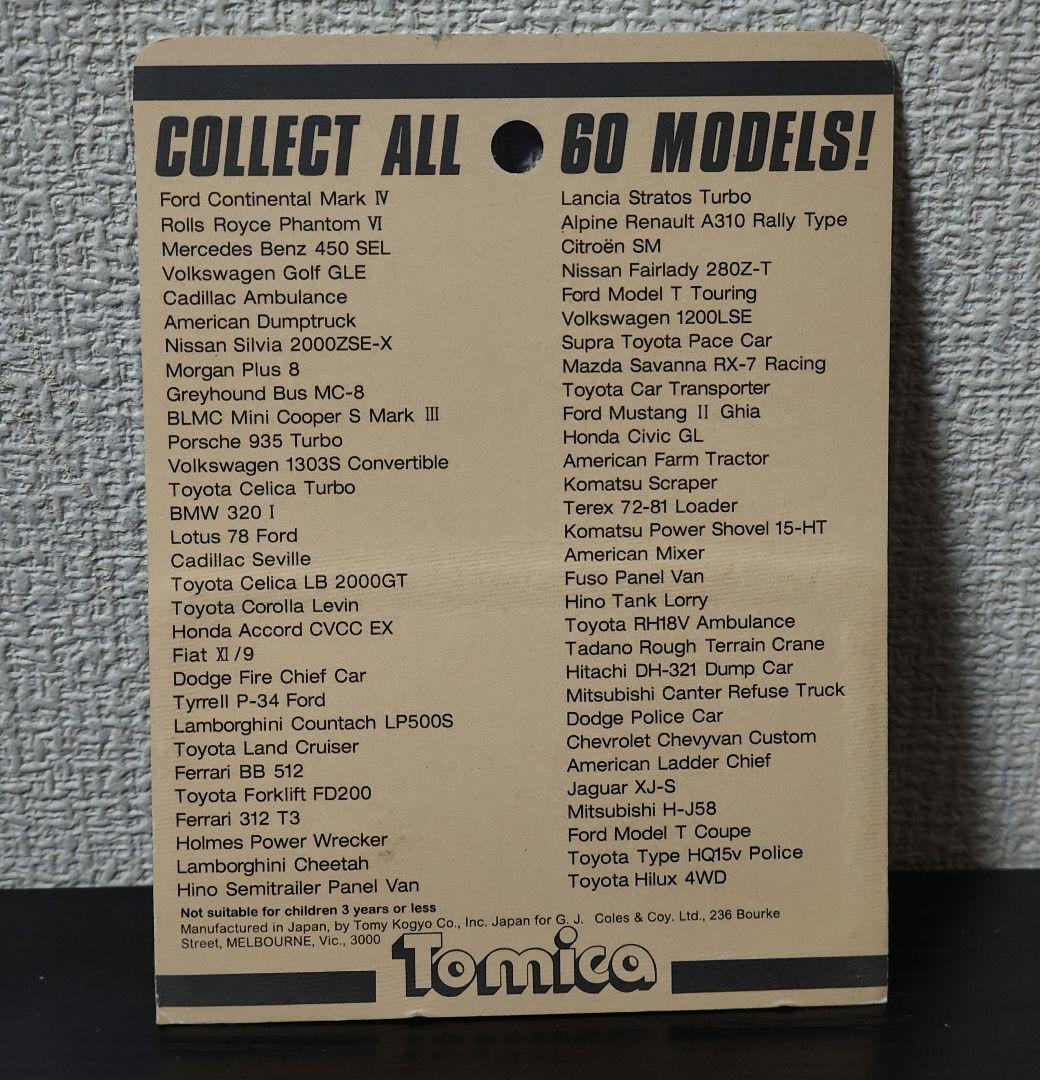 COLLECT ALL 60 MODELS!
Ford Continental Mark Ⅳ
Rolls Royce Phantom Ⅵ
Mercedes Benz 450 SEL
Volkswagen Golf GLE
Cadillac Ambulance
American Dumptruck
Nissan Silvia 2000ZSE-X
Morgan Plus 8
Greyhound Bus MC-8
BLMC Mini Cooper S Mark Ⅲ
Porsche 935 Turbo
Volkswagen 1303S Convertible
Toyota Celica Turbo
BMW 320 I
Lotus 78 Ford
Cadillac Seville
Toyota Celica LB 2000GT
Toyota Corolla Levin
Honda Accord CVCC EX
Fiat Ⅺ/9
Dodge Fire Chief Car
Tyrrell P-34 Ford
Lamborghini Countach LP500S
Toyota Land Cruiser
Ferrari BB 512
Toyota Forklift FD200
Ferrari 312 T3
Holmes Power Wrecker
Lamborghini Cheetah
Hino Semitrailer Panel Van
Lancia Stratos Turbo
Alpine Renault A310 Rally Type
Citroën SM
Nissan Fairlady 280Z-T
Ford Model T Touring
Volkswagen 1200LSE
Supra Toyota Pace Car
Mazda Savanna RX-7 Racing
Toyota Car Transporter
Ford Mustang Ⅱ Ghia
Honda Civic GL
American Farm Tractor
Komatsu Scraper
Terex 72-81 Loader
Komatsu Power Shovel 15-HT
American Mixer
Fuso Panel Van
Hino Tank Lorry
Toyota RH18V Ambulance
Tadano Rough Terrain Crane
Hitachi DH-321 Dump Car
Mitsubishi Canter Refuse Truck
Dodge Police Car
Chevrolet Chevyvan Custom
American Ladder Chief
Jaguar XJ-S
Mitsubishi H-J58
Ford Model T Coupe
Toyota Type HQ15v Police
Toyota Hilux 4WD
Not suitable for children 3 years or less
Manufactured in Japan, by Tomy Kogyo Co., Inc. Japan for G. J. Coles & Coy. Ltd., 236 Bourke
Street, MELBOURNE, Vic., 3000
Tomica